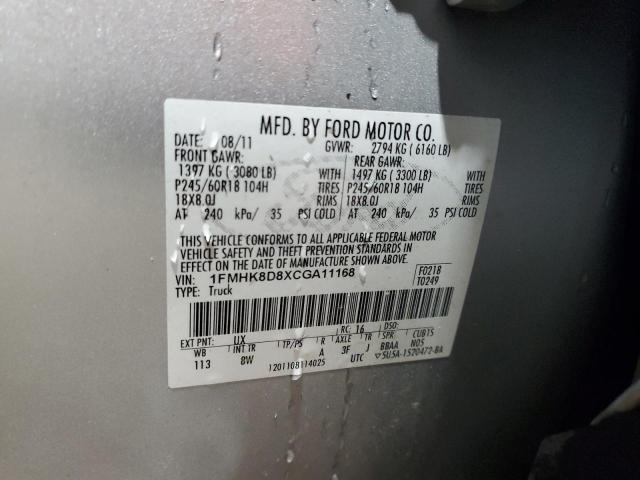 MFD. BY FORD MOTOR CO.
DATE: 08/11 GVWR: 2794 KG ( 6160 LB)
FRONT GAWR: REAR GAWR:
1397 KG ( 3080 LB) WITH 1497 KG ( 3300 LB) WITH
P245/60R18 104H TIRES P245/60R18 104H TIRES
18X8.0J RIMS 18X8.0J RIMS
AT 240 kPa/ 35 PSI COLD AT 240 kPa/ 35 PSI COLD
THIS VEHICLE CONFORMS TO ALL APPLICABLE FEDERAL MOTOR
VEHICLE SAFETY AND THEFT PREVENTION STANDARDS IN
EFFECT ON THE DATE OF MANUFACTURE SHOWN ABOVE.
VIN: 1FMHK8D8XCGA11168 F0218
TYPE: Truck T0249
EXT PNT: UX RC: 16 DSO:
WB INT TR TP/PS R AXLE TR SPR CUBTS
113 8W A 3F J BBAA N05
1201108114025 UTC 5U5A-1520472-BA